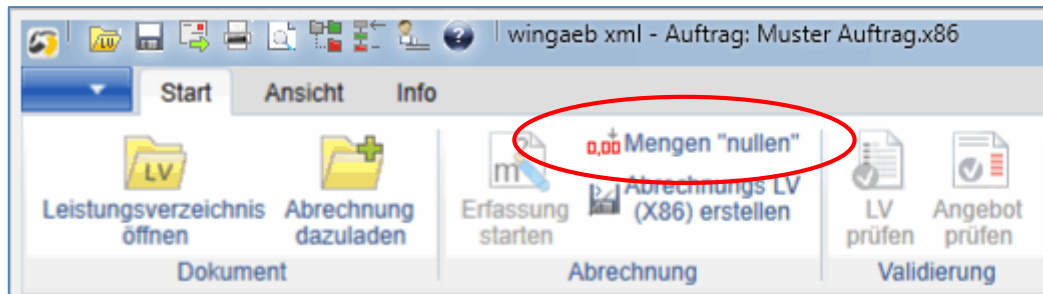 LV
wingaeb xml - Auftrag: Muster Auftrag.x86
Start Ansicht Info
LV
Leistungsverzeichnis
öffnen
Abrechnung
dazuladen
Dokument
m
Erfassung
starten
0,00 Mengen "nullen"
Abrechnungs LV
(X86) erstellen
Abrechnung
LV
prüfen
Angebot
prüfen
Validierung